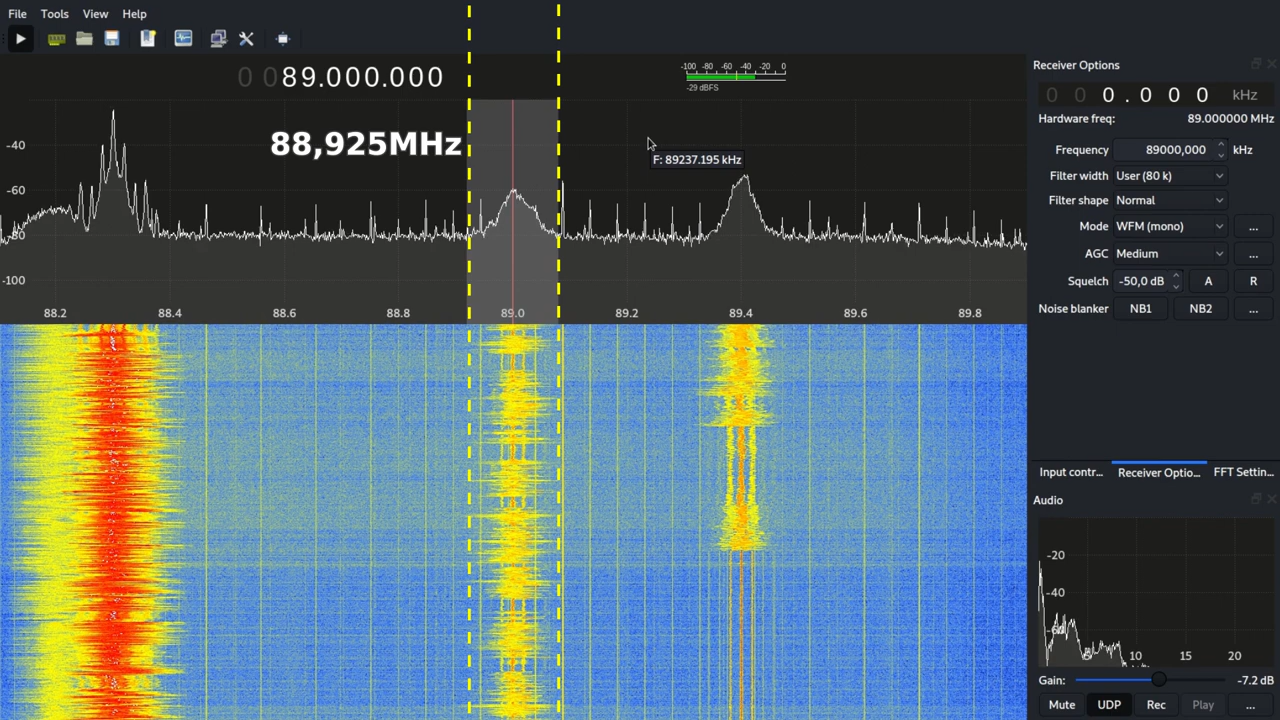 File Tools View Help
0 089.000.000
-100 -80 -60 -40 -20 0
-29 dBFS
88,925MHz
F: 89237.195 kHz
-40
-60
-80
-100
88.2 88.4 88.6 88.8 89.0 89.2 89.4 89.6 89.8
Receiver Options
0 0 0.000 kHz
Hardware freq: 89.000000 MHz
Frequency 89000,000 kHz
Filter width User (80 k)
Filter shape Normal
Mode WFM (mono) ...
AGC Medium ...
Squelch -50,0 dB A R
Noise blanker NB1 NB2 ...
Input contr... Receiver Optio... FFT Settin...
Audio
-20
-40
5 10 15 20
Gain: -7.2 dB
Mute UDP Rec Play ...